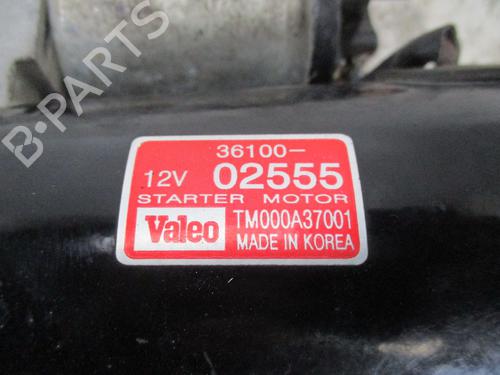 B-PARTS
36100-
12V 02555
STARTER MOTOR
Valeo TM000A37001
MADE IN KOREA